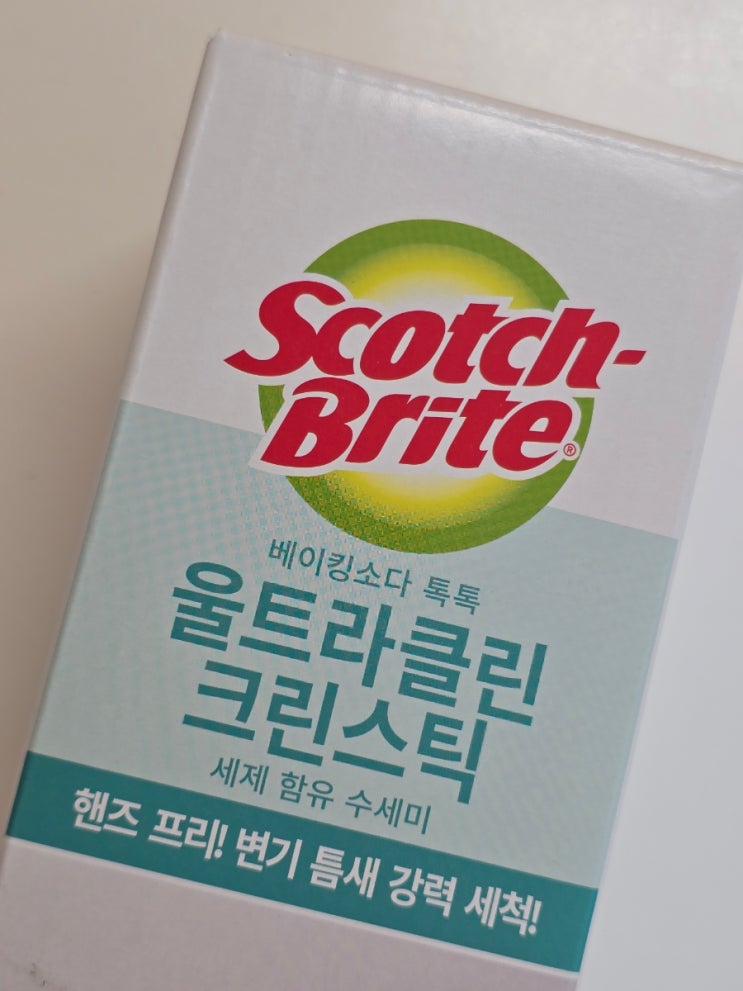 Scotch-
Brite®
베이킹소다 톡톡
울트라클린
크린스틱
세제 함유 수세미
핸즈 프리! 변기 틈새 강력 세척!